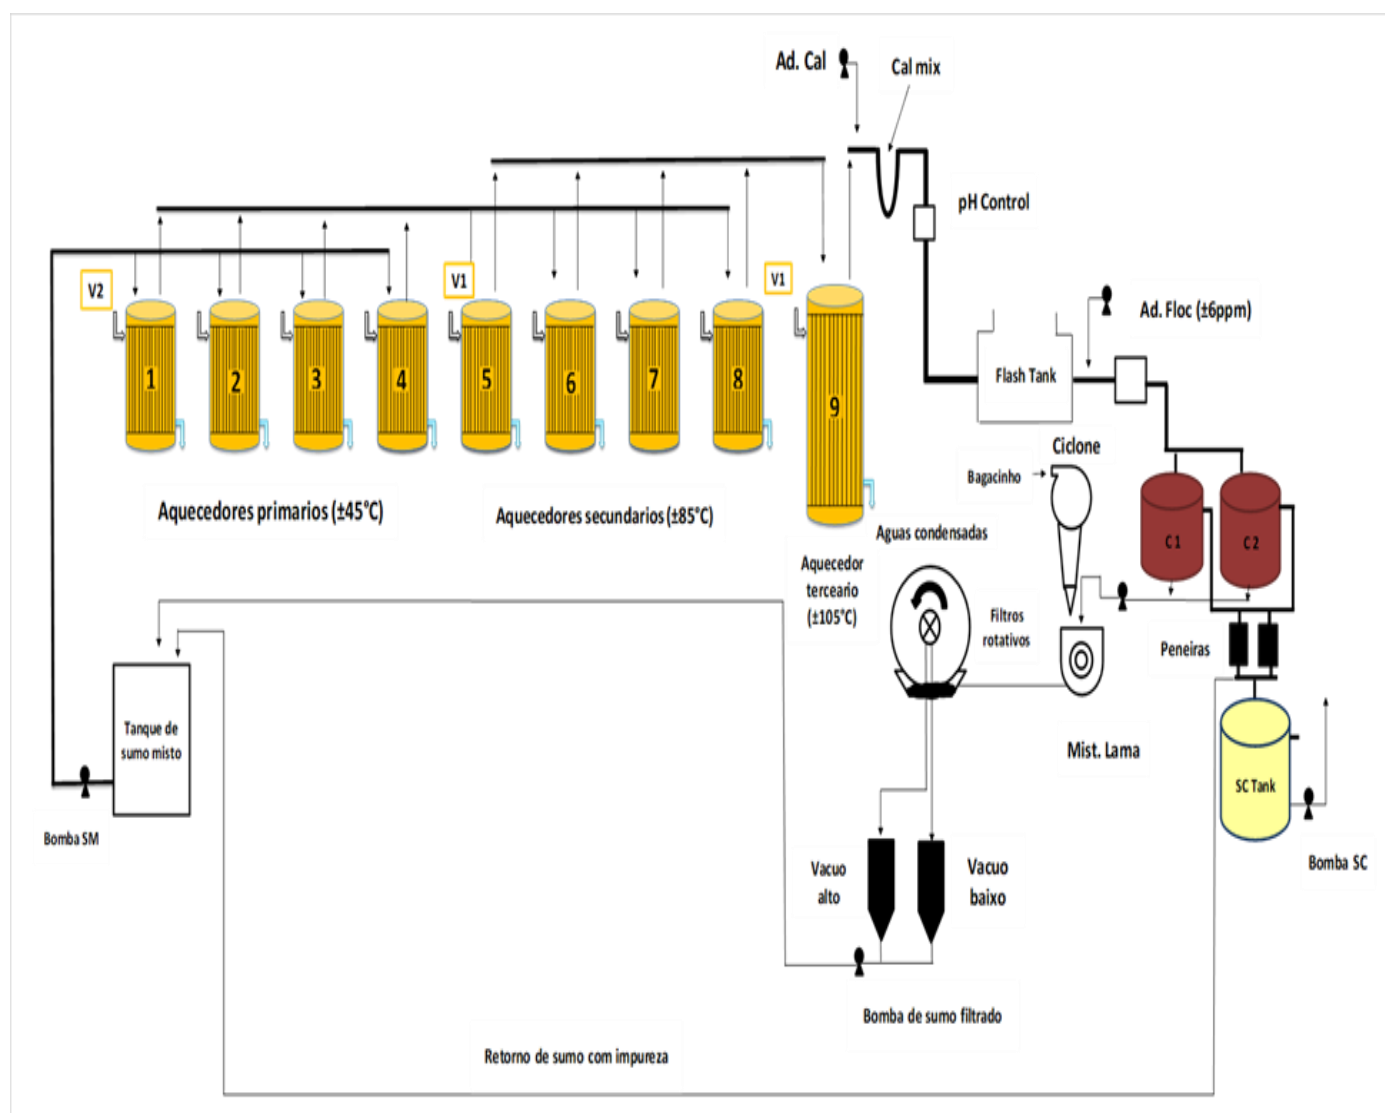 Ad. Cal
Cal mix
pH Control
V2
V1
V1
Ad. Floc (±6ppm)
1
2
3
4
5
6
7
8
9
Flash Tank
Ciclone
Bagacinho
Aquecedores primarios (±45°C)
Aquecedores secundarios (±85°C)
Aguas condensadas
C 1
C 2
Aquecedor
terceario
(±105°C)
Filtros
rotativos
Peneiras
Tanque de
sumo misto
Mist. Lama
SC Tank
Bomba SM
Vacuo
alto
Vacuo
baixo
Bomba SC
Bomba de sumo filtrado
Retorno de sumo com impureza